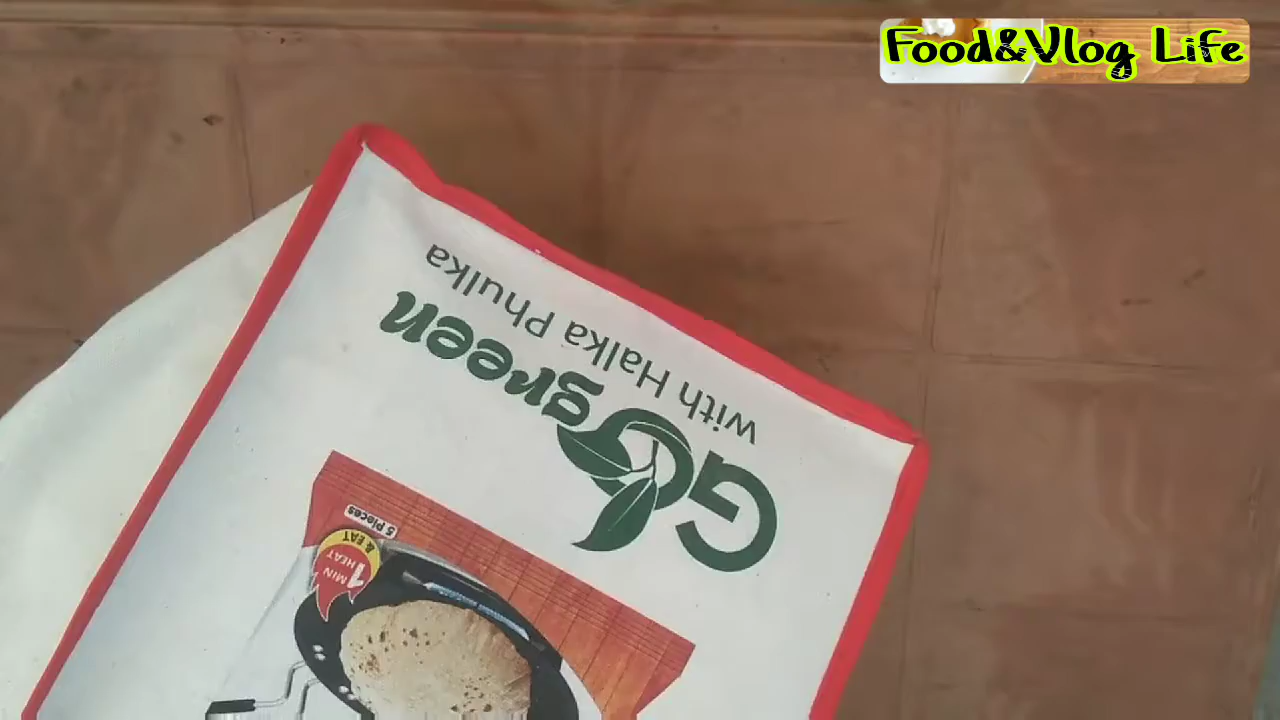 Food&Vlog Life
Go green
with Halka Phulka
5 Pieces
1 MIN
HEAT
& EAT